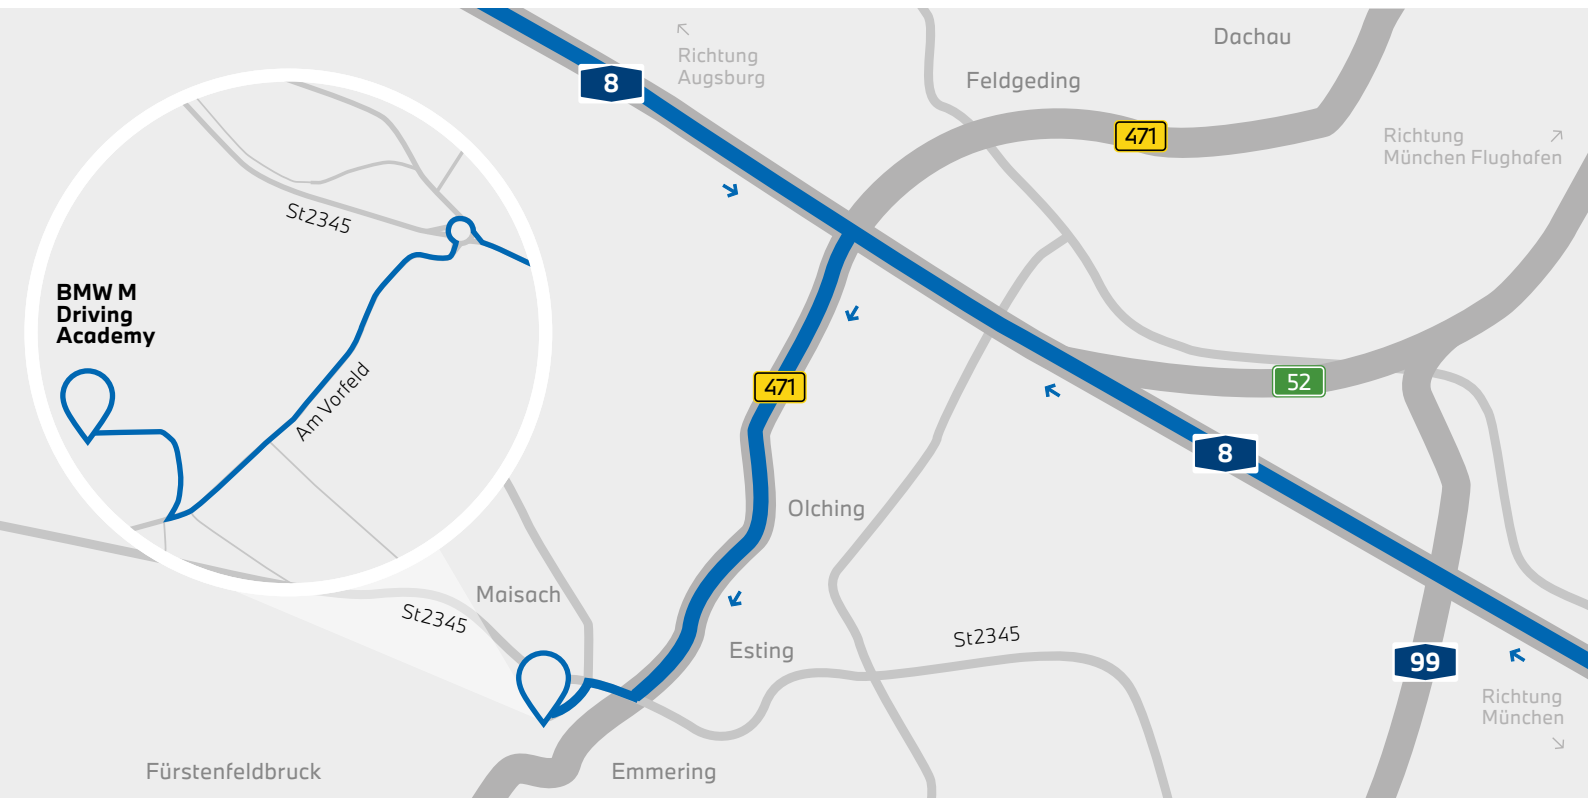 Dachau
Richtung
Augsburg
Feldgeding
8
471
Richtung
München Flughafen
St2345
BMW M
Driving
Academy
Am Vorfeld
471
52
8
Olching
Maisach
St2345
Esting
St2345
99
Richtung
München
Fürstenfeldbruck
Emmering